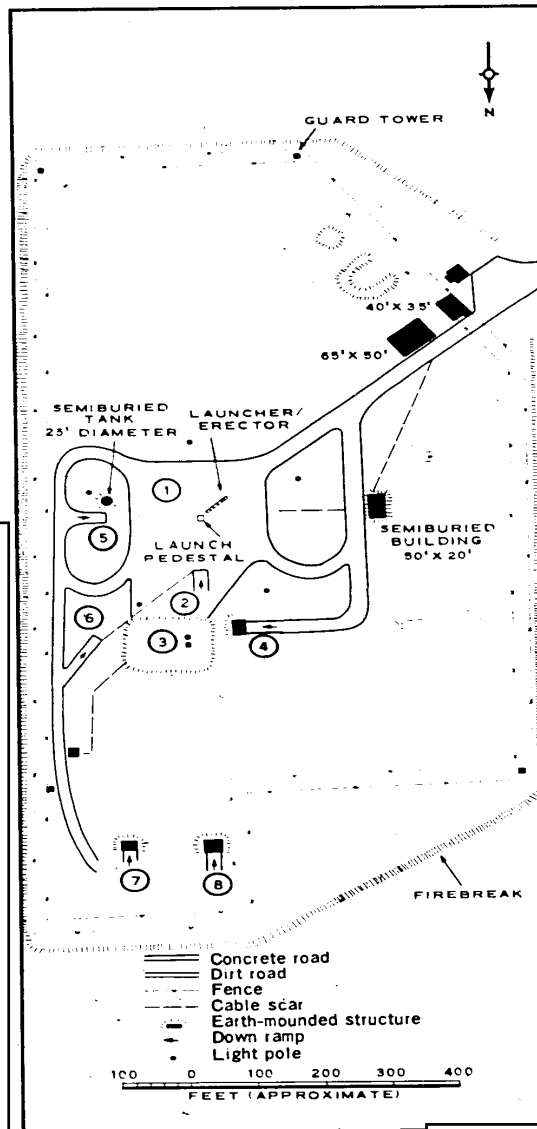 N
GUARD TOWER
40' X 35'
65' X 50'
SEMIBURIED
TANK
25' DIAMETER
LAUNCHER/
ERECTOR
1
LAUNCH
PEDESTAL
5
SEMIBURIED
BUILDING
50' X 20'
2
6
3
4
7
8
FIREBREAK
Concrete road
Dirt road
Fence
Cable scar
Earth-mounded structure
Down ramp
Light pole
100 0 100 200 300 400
FEET (APPROXIMATE)